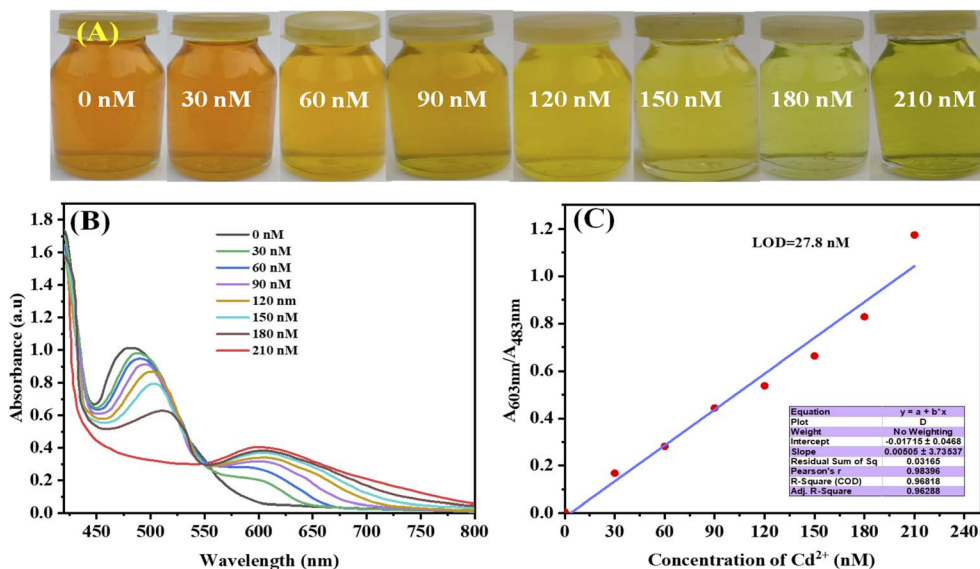 (A)
0 nM 30 nM 60 nM 90 nM 120 nM 150 nM 180 nM 210 nM
(B)
1.8
1.6
1.4
1.2
1.0
0.8
0.6
0.4
0.2
0.0
Absorbance (a.u)
0 nM
30 nM
60 nM
90 nM
120 nm
150 nM
180 nM
210 nM
450 500 550 600 650 700 750 800
Wavelength (nm)
(C)
LOD=27.8 nM
1.2
1.0
0.8
0.6
0.4
0.2
0.0
A603nm/A483nm
Equation y = a + b*x
Plot D
Weight No Weighting
Intercept -0.01715 ± 0.0468
Slope 0.00505 ± 3.73537
Residual Sum of Sq 0.03165
Pearson's r 0.98396
R-Square (COD) 0.96818
Adj. R-Square 0.96288
0 30 60 90 120 150 180 210 240
Concentration of Cd2+ (nM)